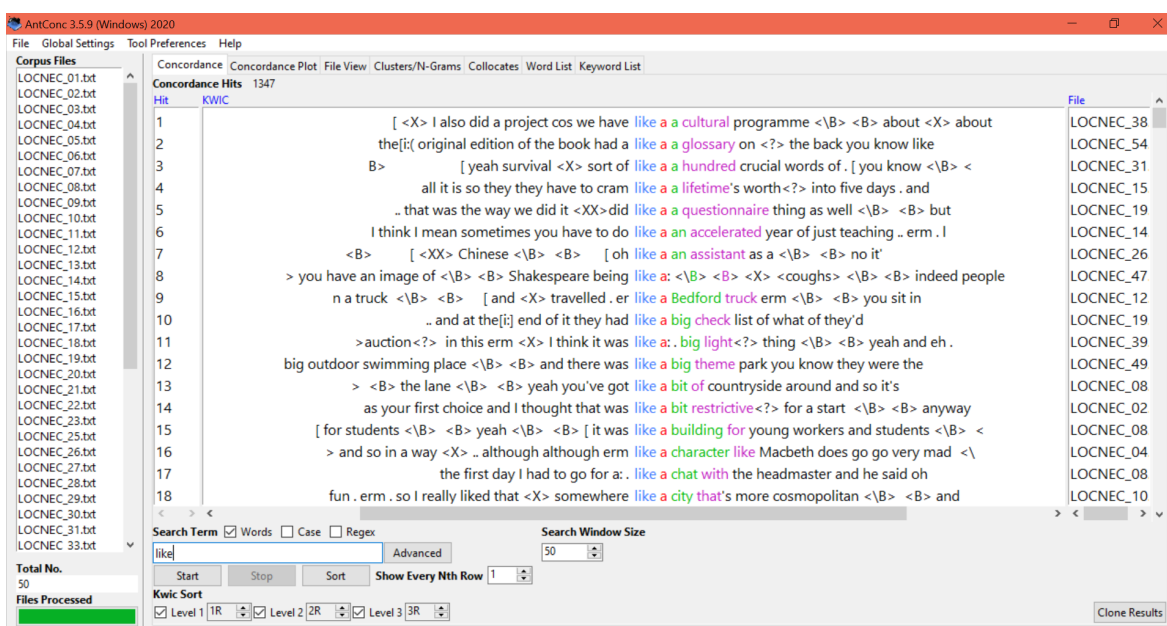 AntConc 3.5.9 (Windows) 2020
File Global Settings Tool Preferences Help
Corpus Files
LOCNEC_01.txt
LOCNEC_02.txt
LOCNEC_03.txt
LOCNEC_04.txt
LOCNEC_05.txt
LOCNEC_06.txt
LOCNEC_07.txt
LOCNEC_08.txt
LOCNEC_09.txt
LOCNEC_10.txt
LOCNEC_11.txt
LOCNEC_12.txt
LOCNEC_13.txt
LOCNEC_14.txt
LOCNEC_15.txt
LOCNEC_16.txt
LOCNEC_17.txt
LOCNEC_18.txt
LOCNEC_19.txt
LOCNEC_20.txt
LOCNEC_21.txt
LOCNEC_22.txt
LOCNEC_23.txt
LOCNEC_25.txt
LOCNEC_26.txt
LOCNEC_27.txt
LOCNEC_28.txt
LOCNEC_29.txt
LOCNEC_30.txt
LOCNEC_31.txt
LOCNEC 33.txt
Total No.
50
Files Processed
Concordance Concordance Plot File View Clusters/N-Grams Collocates Word List Keyword List
Concordance Hits 1347
Hit KWIC File
1 [ <X> I also did a project cos we have like a a cultural programme <\B> <B> about <X> about LOCNEC_38
2 the[i:( original edition of the book had a like a a glossary on <?> the back you know like LOCNEC_54
3 B> [ yeah survival <X> sort of like a a hundred crucial words of . [ you know <\B> < LOCNEC_31
4 all it is so they they have to cram like a a lifetime's worth<?> into five days . and LOCNEC_15
5 .. that was the way we did it <XX>did like a a questionnaire thing as well <\B> <B> but LOCNEC_19
6 I think I mean sometimes you have to do like a an accelerated year of just teaching .. erm . I LOCNEC_14
7 <B> [ <XX> Chinese <\B> <B> [ oh like a an assistant as a <\B> <B> no it' LOCNEC_26
8 > you have an image of <\B> <B> Shakespeare being like a: <\B> <B> <X> <coughs> <\B> <B> indeed people LOCNEC_47
9 n a truck <\B> <B> [ and <X> travelled . er like a Bedford truck erm <\B> <B> you sit in LOCNEC_12
10 .. and at the[i:] end of it they had like a big check list of what of they'd LOCNEC_19
11 >auction<?> in this erm <X> I think it was like a: . big light<?> thing <\B> <B> yeah and eh . LOCNEC_39
12 big outdoor swimming place <\B> <B> and there was like a big theme park you know they were the LOCNEC_49
13 > <B> the lane <\B> <B> yeah you've got like a bit of countryside around and so it's LOCNEC_08
14 as your first choice and I thought that was like a bit restrictive<?> for a start <\B> <B> anyway LOCNEC_02
15 [ for students <\B> <B> yeah <\B> <B> [ it was like a building for young workers and students <\B> < LOCNEC_08
16 > and so in a way <X> .. although although erm like a character like Macbeth does go go very mad <\ LOCNEC_04
17 the first day I had to go for a: . like a chat with the headmaster and he said oh LOCNEC_08
18 fun . erm . so I really liked that <X> somewhere like a city that's more cosmopolitan <\B> <B> and LOCNEC_10
Search Term Words Case Regex Search Window Size
like Advanced 50
Start Stop Sort Show Every Nth Row 1
Kwic Sort
Level 1 1R Level 2 2R Level 3 3R Clone Results